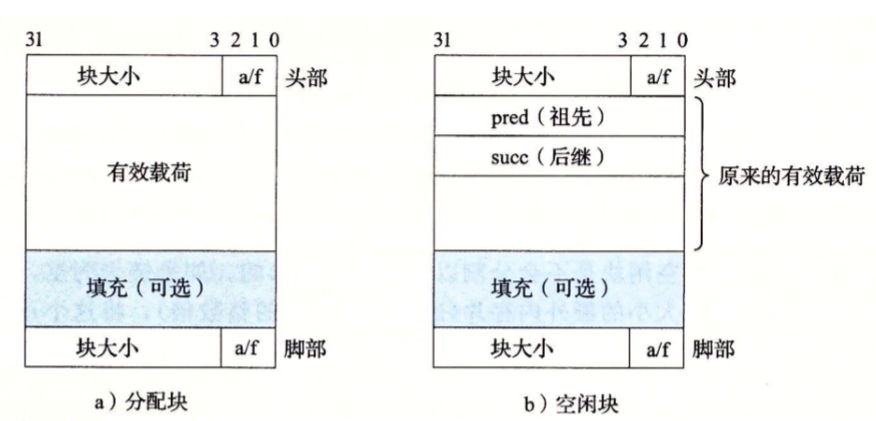 31 3 2 1 0
块大小 a/f 头部
有效载荷
填充（可选）
块大小 a/f 脚部
a）分配块
31 3 2 1 0
块大小 a/f 头部
pred（祖先）
succ（后继）
原来的有效载荷
填充（可选）
块大小 a/f 脚部
b）空闲块